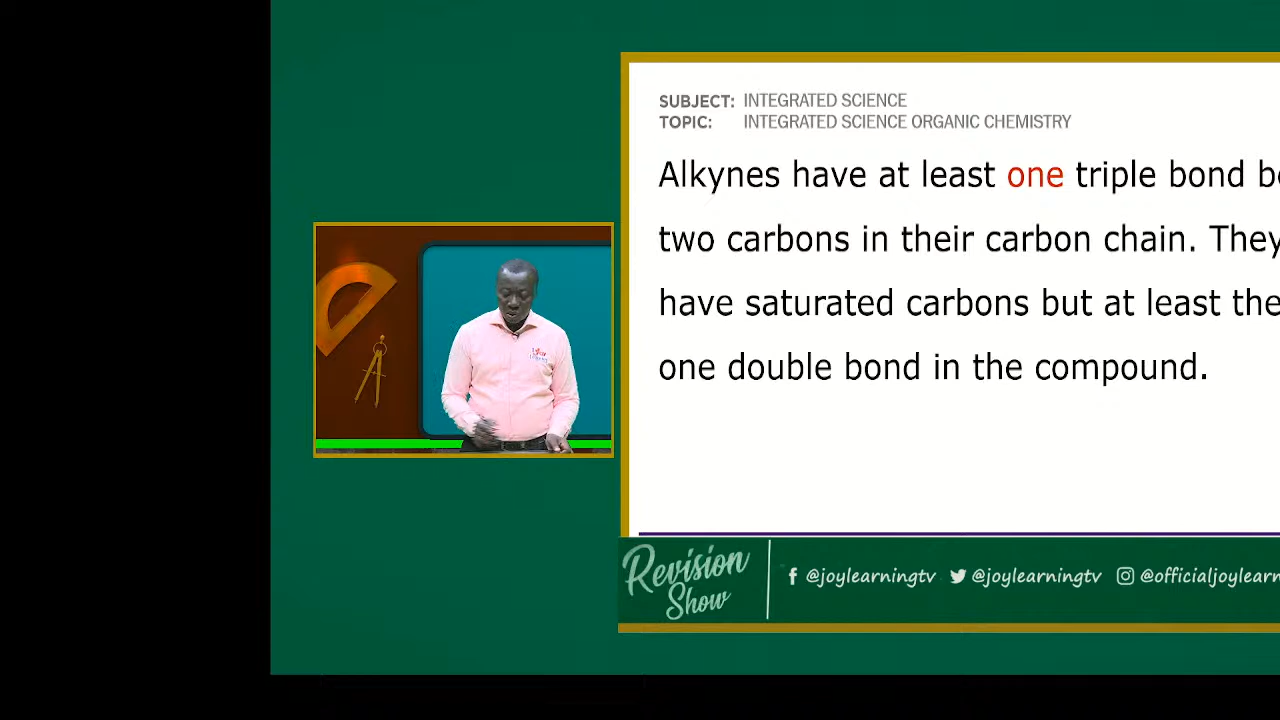 SUBJECT: INTEGRATED SCIENCE
TOPIC: INTEGRATED SCIENCE ORGANIC CHEMISTRY
Alkynes have at least one triple bond
two carbons in their carbon chain. They
have saturated carbons but at least
one double bond in the compound.
Revision
Show
@joylearningtv @joylearningtv